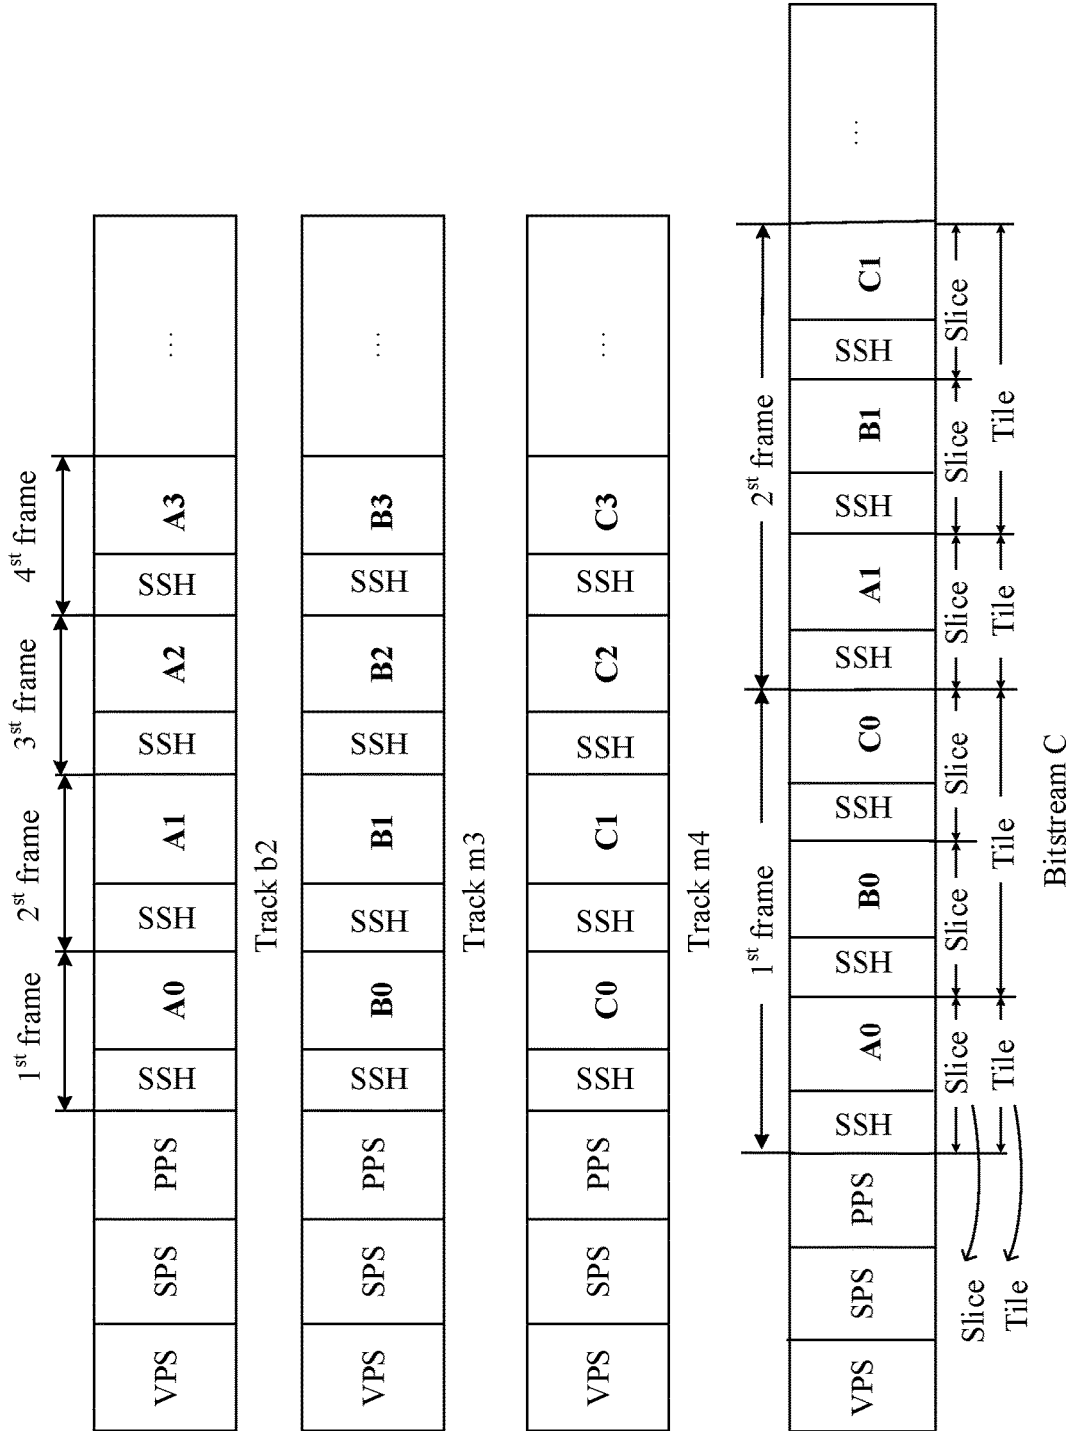 1st frame 2st frame 3st frame 4st frame
VPS SPS PPS SSH A0 SSH A1 SSH A2 SSH A3 ...
Track b2
VPS SPS PPS SSH B0 SSH B1 SSH B2 SSH B3 ...
Track m3
VPS SPS PPS SSH C0 SSH C1 SSH C2 SSH C3 ...
Track m4
1st frame 2st frame
VPS SPS PPS SSH A0 SSH B0 SSH C0 SSH A1 SSH B1 SSH C1 ...
Slice Slice Slice Slice Slice Slice Slice
Tile Tile Tile Tile Tile
Bitstream C